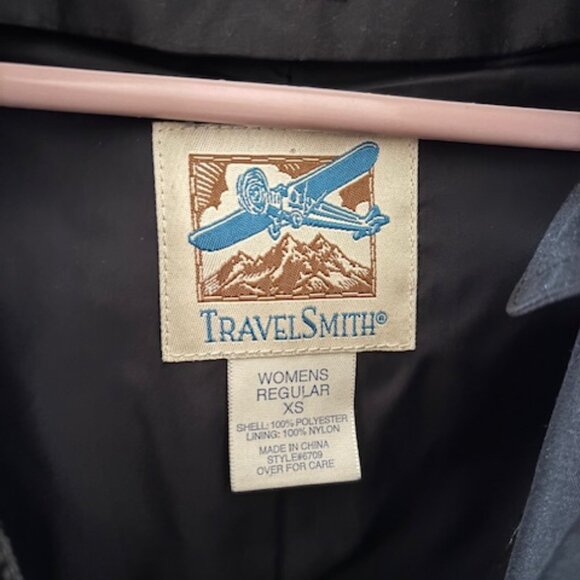 TRAVELSMITH®
WOMENS
REGULAR
XS
SHELL: 100% POLYESTER
LINING: 100% NYLON
MADE IN CHINA
STYLE#6709
OVER FOR CARE